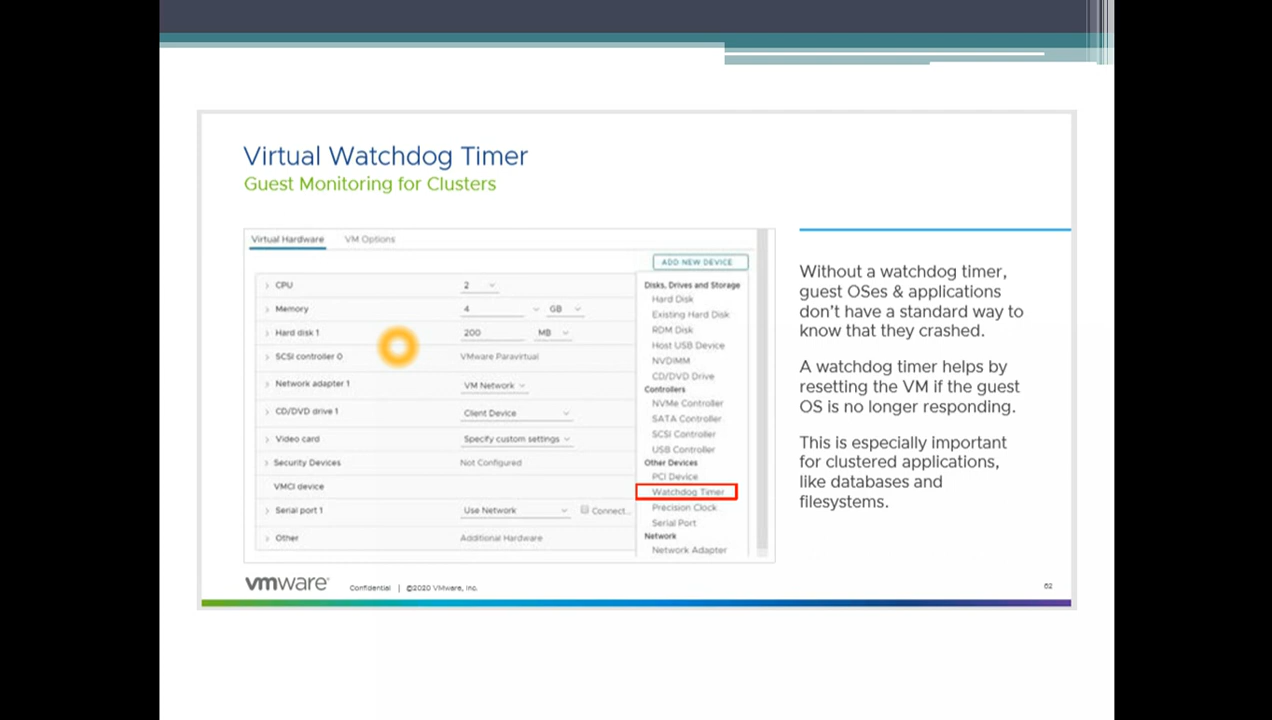 Virtual Watchdog Timer
Guest Monitoring for Clusters
Virtual Hardware VM Options
ADD NEW DEVICE
CPU 2
Memory 4 GB
Hard disk 1 200 MB
SCSI controller 0 VMware Paravirtual
Network adapter 1 VM Network
CD/DVD drive 1 Client Device
Video card Specify custom settings
Security Devices Not Configured
VMCI device
Serial port 1 Use Network Connect...
Other Additional Hardware
Disks, Drives and Storage
Hard Disk
Existing Hard Disk
RDM Disk
Host USB Device
NVDIMM
CD/DVD Drive
Controllers
NVMe Controller
SATA Controller
SCSI Controller
USB Controller
Other Devices
PCI Device
Watchdog Timer
Precision Clock
Serial Port
Network
Network Adapter
Without a watchdog timer,
guest OSes & applications
don't have a standard way to
know that they crashed.
A watchdog timer helps by
resetting the VM if the guest
OS is no longer responding.
This is especially important
for clustered applications,
like databases and
filesystems.
vmware Confidential | ©2020 VMware, Inc. 62